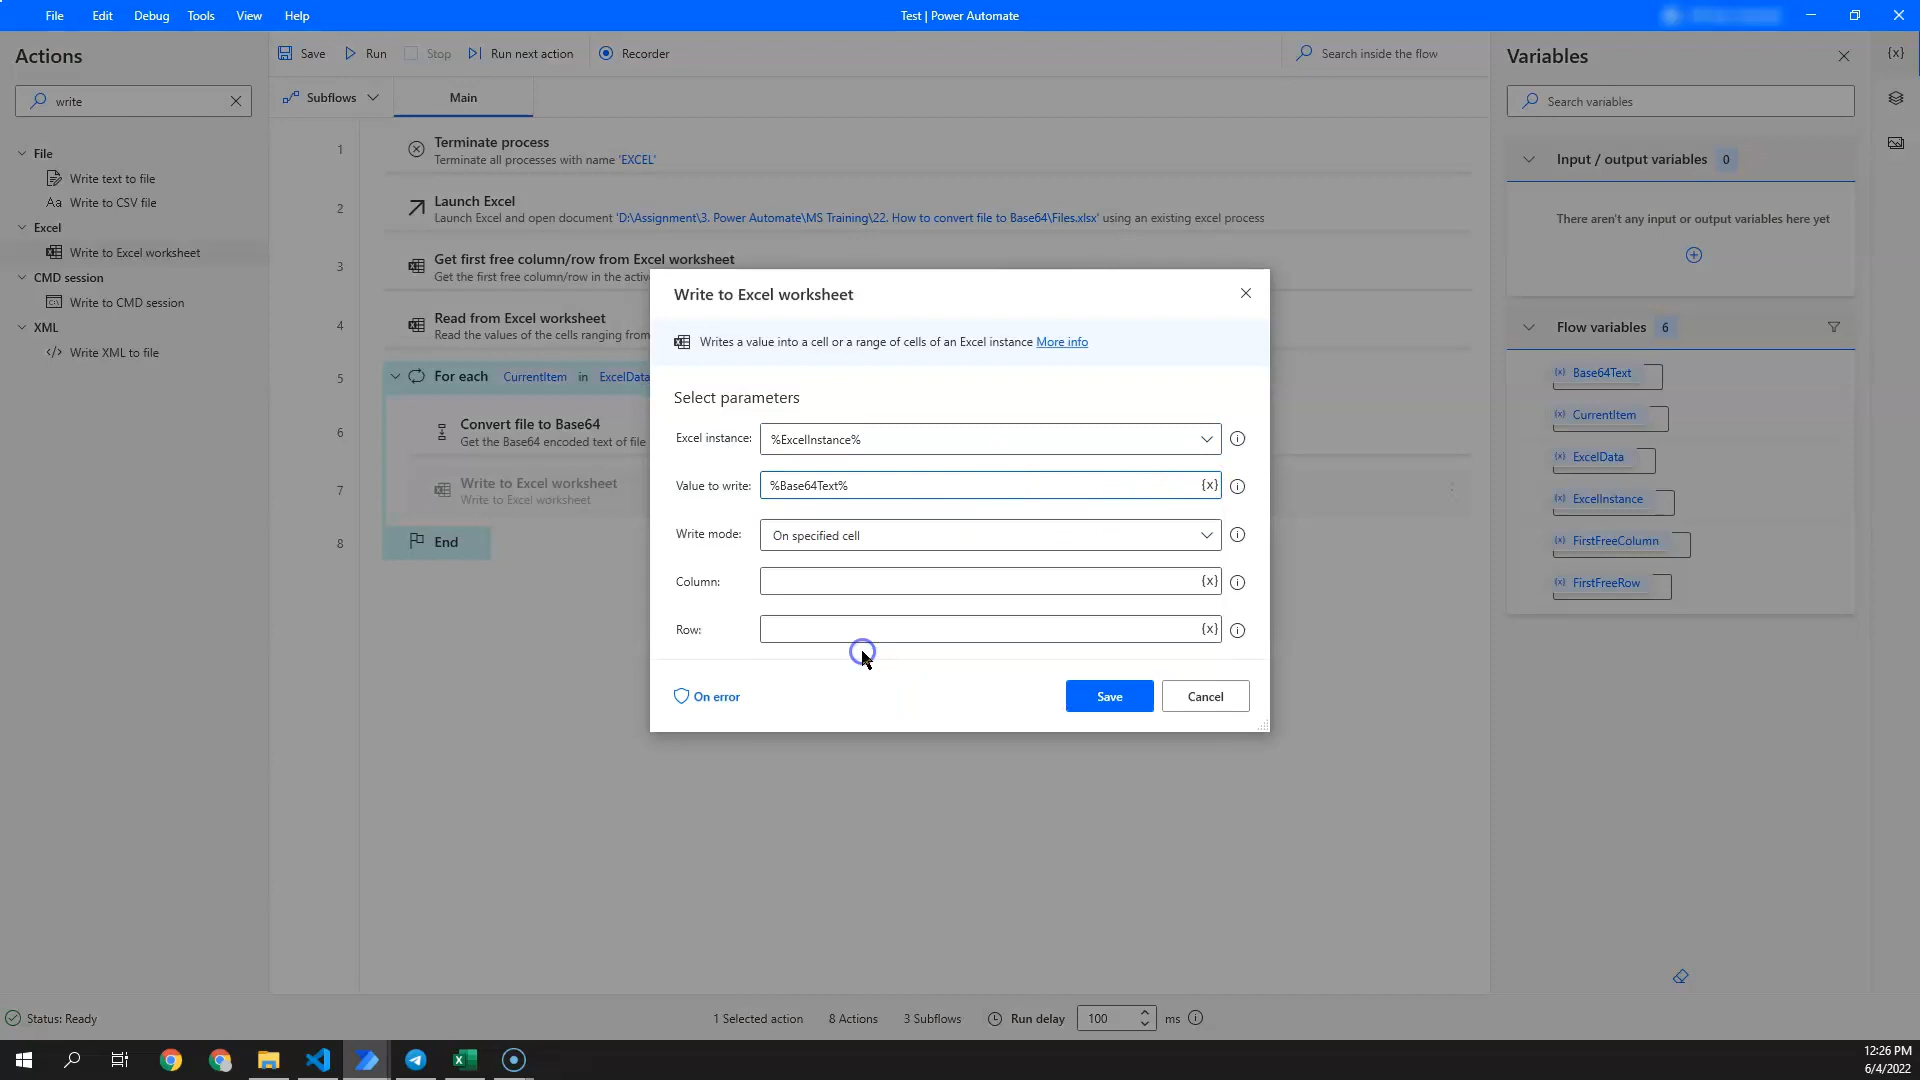 File Edit Debug Tools View Help
Test | Power Automate
Actions
Save Run Stop Run next action Recorder
Search inside the flow
Variables
{x}
write
Subflows
Main
Search variables
File
Write text to file
Aa Write to CSV file
Excel
Write to Excel worksheet
CMD session
Write to CMD session
XML
Write XML to file
1
Terminate process
Terminate all processes with name 'EXCEL'
2
Launch Excel
Launch Excel and open document 'D:\Assignment\3. Power Automate\MS Training\22. How to convert file to Base64\Files.xlsx' using an existing excel process
3
Get first free column/row from Excel worksheet
Get the first free column/row in the active
4
Read from Excel worksheet
Read the values of the cells ranging from
5
For each CurrentItem in ExcelData
6
Convert file to Base64
Get the Base64 encoded text of file
7
Write to Excel worksheet
Write to Excel worksheet
8
End
Write to Excel worksheet
Writes a value into a cell or a range of cells of an Excel instance More info
Select parameters
Excel instance: %ExcelInstance%
Value to write: %Base64Text% {x}
Write mode: On specified cell
Column: {x}
Row: {x}
On error
Save
Cancel
Input / output variables 0
There aren't any input or output variables here yet
Flow variables 6
{x} Base64Text
{x} CurrentItem
{x} ExcelData
{x} ExcelInstance
{x} FirstFreeColumn
{x} FirstFreeRow
Status: Ready
1 Selected action
8 Actions
3 Subflows
Run delay 100 ms
12:26 PM
6/4/2022